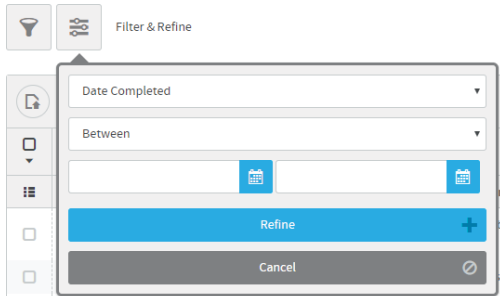 Filter & Refine
Date Completed
Between
Refine
Cancel